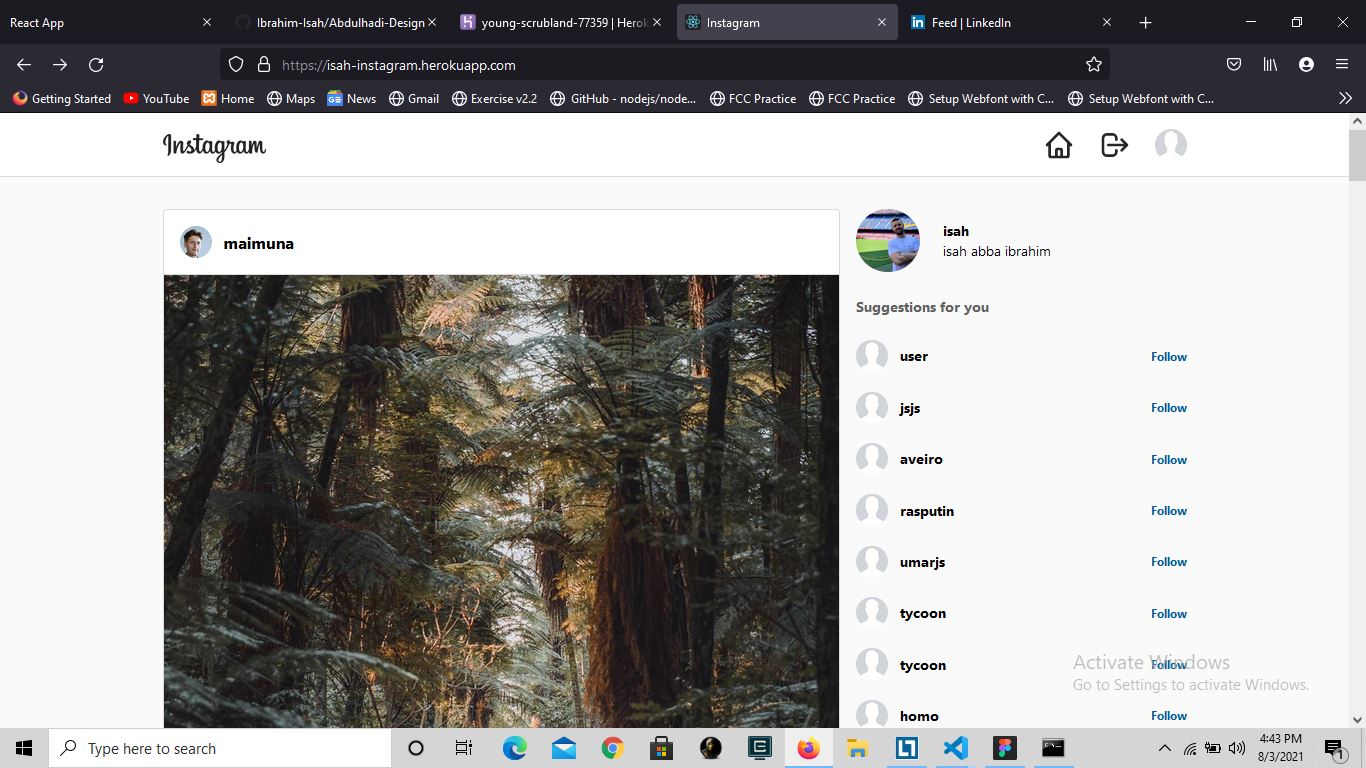 React App
Ibrahim-Isah/Abdulhadi-Design
young-scrubland-77359 | Herok
Instagram
Feed | LinkedIn
https://isah-instagram.herokuapp.com
Getting Started
YouTube
Home
Maps
News
Gmail
Exercise v2.2
GitHub - nodejs/node...
FCC Practice
FCC Practice
Setup Webfont with C...
Setup Webfont with C...
Instagram
maimuna
isah
isah abba ibrahim
Suggestions for you
user Follow
jsjs Follow
aveiro Follow
rasputin Follow
umarjs Follow
tycoon Follow
tycoon Follow
homo Follow
Activate Windows
Go to Settings to activate Windows.
Type here to search
4:43 PM
8/3/2021
1